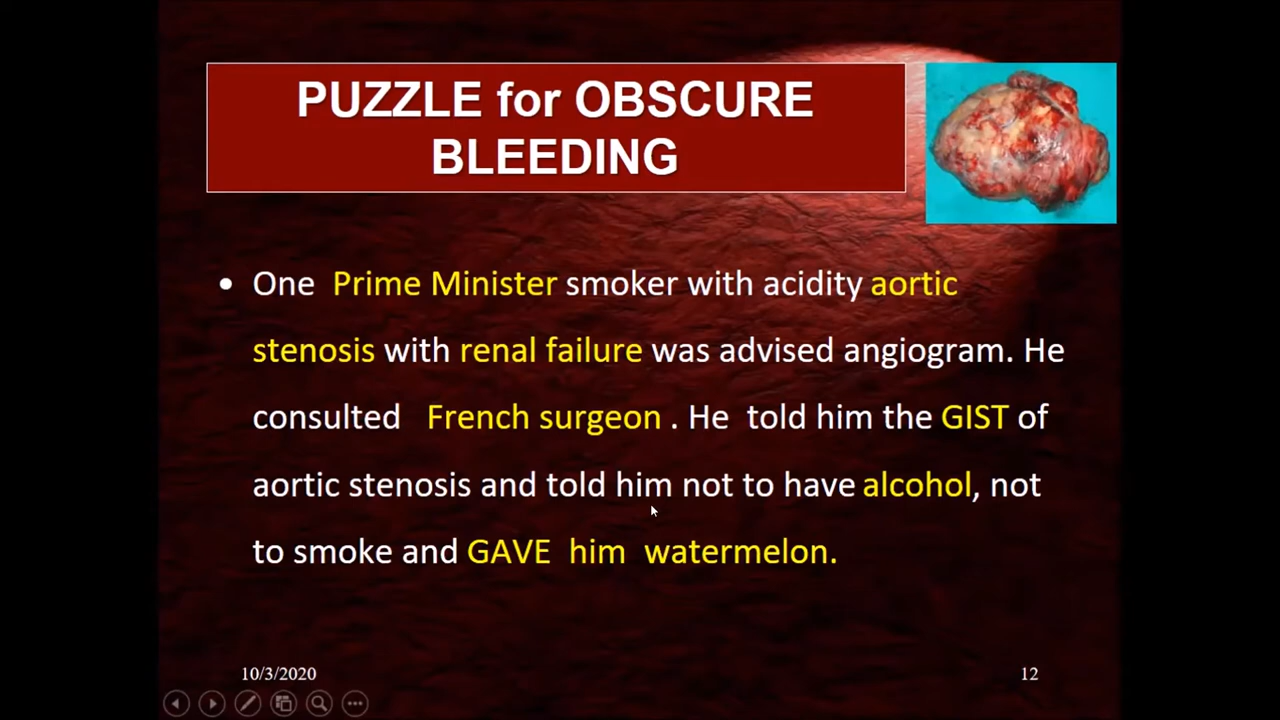 PUZZLE for OBSCURE
BLEEDING
• One Prime Minister smoker with acidity aortic
stenosis with renal failure was advised angiogram. He
consulted French surgeon . He told him the GIST of
aortic stenosis and told him not to have alcohol, not
to smoke and GAVE him watermelon.
10/3/2020
12